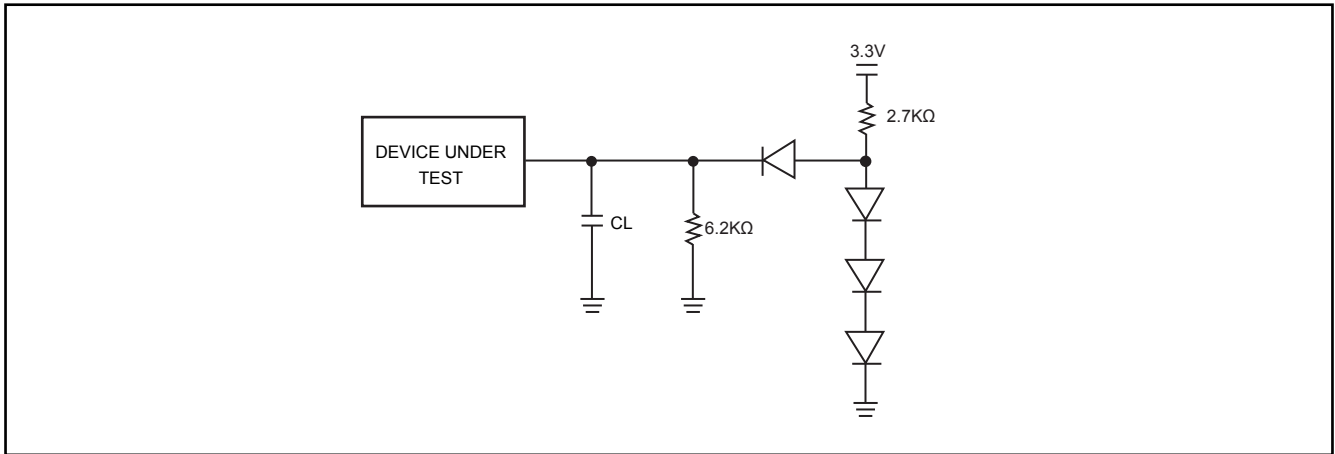 3.3V
2.7KΩ
DEVICE UNDER
TEST
CL
6.2KΩ